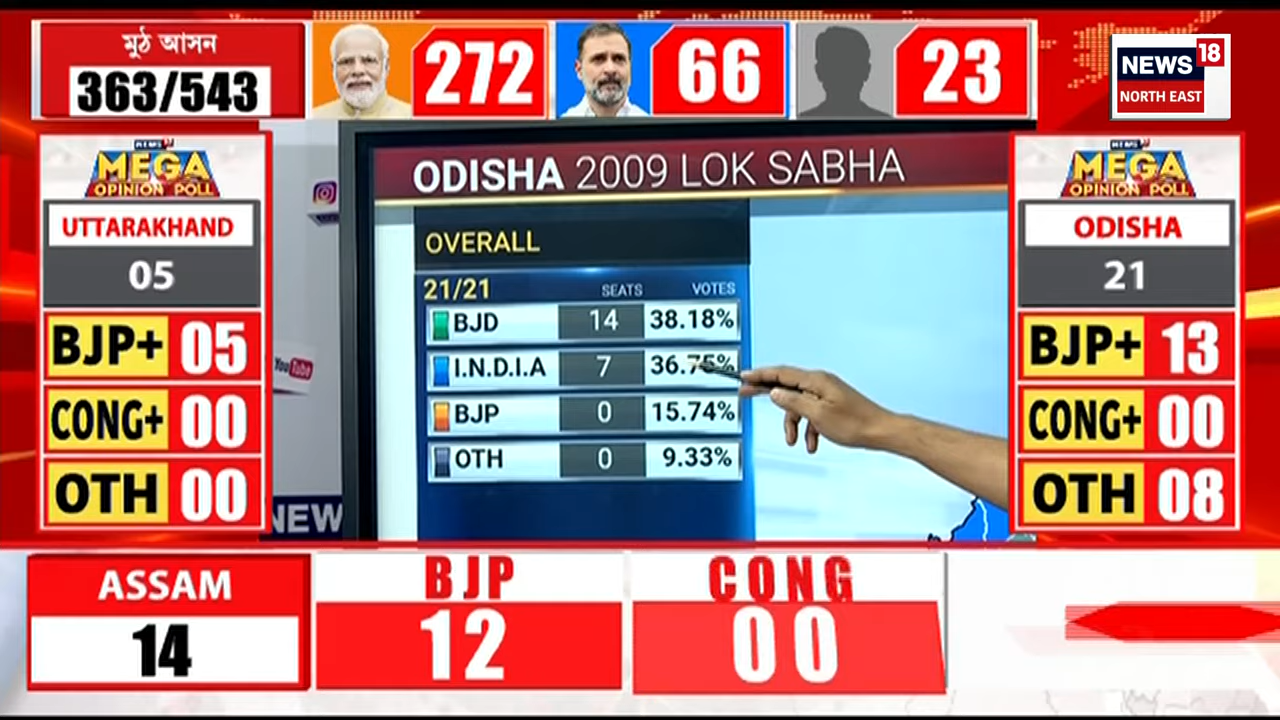 মুঠ আসন
363/543
272
66
23
NEWS 18
NORTH EAST
MEGA
OPINION POLL
UTTARAKHAND
05
BJP+ 05
CONG+ 00
OTH 00
YouTube
NEW
ODISHA 2009 LOK SABHA
OVERALL
21/21 SEATS VOTES
BJD 14 38.18%
I.N.D.I.A 7 36.75%
BJP 0 15.74%
OTH 0 9.33%
MEGA
OPINION POLL
ODISHA
21
BJP+ 13
CONG+ 00
OTH 08
ASSAM
14
BJP
12
CONG
00